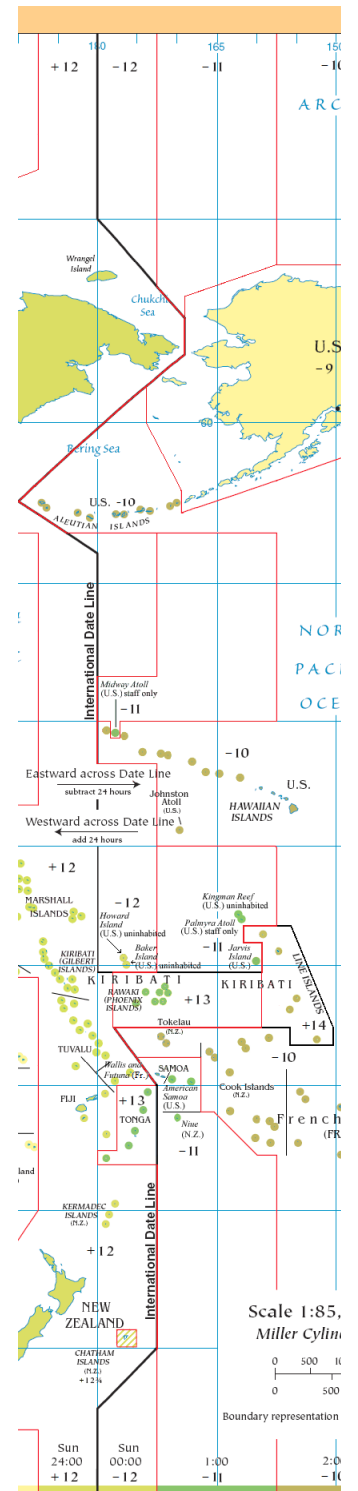 180
165
150
+12
-12
-11
-10
ARC
Wrangel
Island
Chukchi
Sea
U.S
-9
60
Bering Sea
U.S. -10
ALEUTIAN ISLANDS
International Date Line
NOR
PACI
OCE
Midway Atoll
(U.S.) staff only
-11
-10
Eastward across Date Line
subtract 24 hours
Johnston
Atoll
(U.S.)
U.S.
HAWAIIAN
ISLANDS
Westward across Date Line
add 24 hours
+12
MARSHALL
ISLANDS
-12
Howard
Island
(U.S.) uninhabited
Kingman Reef
(U.S.) uninhabited
Palmyra Atoll
(U.S.) staff only
-11
KIRIBATI
(GILBERT
ISLANDS)
Baker
Island
(U.S.) uninhabited
Jarvis
Island
(U.S.)
LINE ISLANDS
KIRIBATI
KIRIBATI
RAWAKI
(PHOENIX
ISLANDS)
+13
+14
Tokelau
(N.Z.)
TUVALU
Wallis and
Futuna (Fr.)
SAMOA
-10
Cook Islands
(N.Z.)
FIJI
+13
American
Samoa
(U.S.)
TONGA
Niue
(N.Z.)
French
(FR
-11
land
KERMADEC
ISLANDS
(N.Z.)
+12
International Date Line
NEW
ZEALAND
CHATHAM
ISLANDS
(N.Z.)
+12¾
Scale 1:85,
Miller Cylin
0 500 10
0 500
Boundary representation
Sun
24:00
+12
Sun
00:00
-12
1:00
-11
2:0
-10